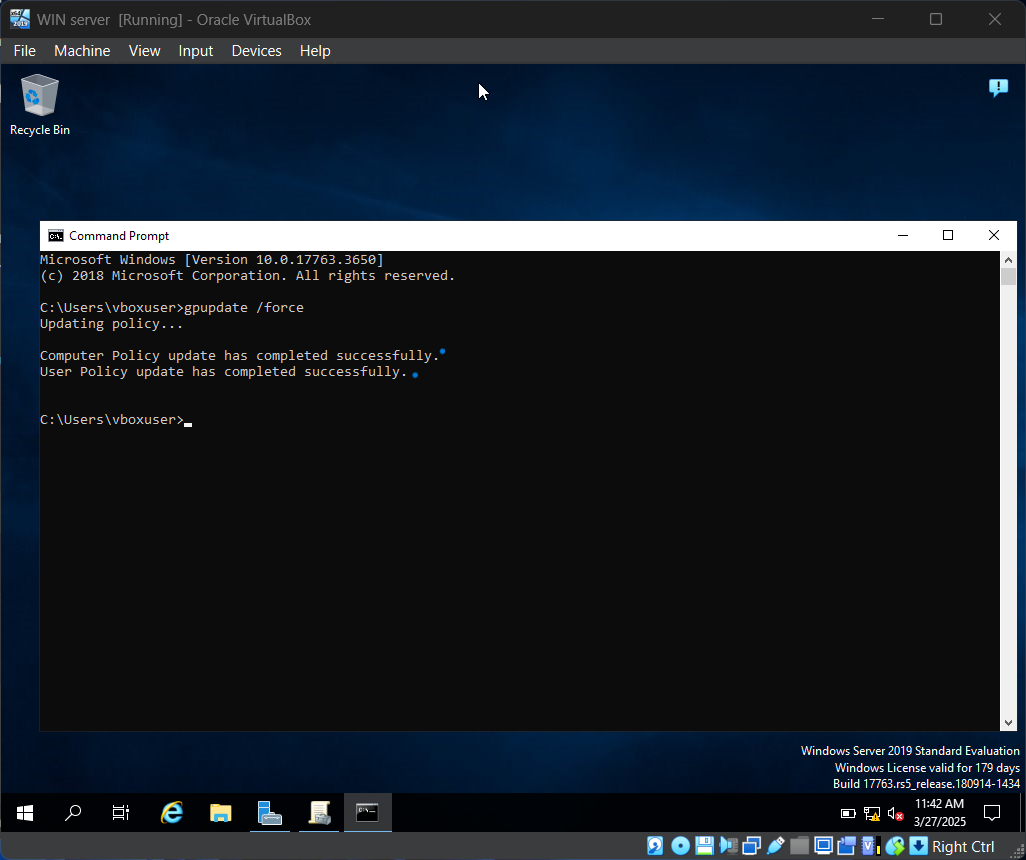 WIN server [Running] - Oracle VirtualBox
File Machine View Input Devices Help
Recycle Bin
Command Prompt
Microsoft Windows [Version 10.0.17763.3650]
(c) 2018 Microsoft Corporation. All rights reserved.
C:\Users\vboxuser>gpupdate /force
Updating policy...
Computer Policy update has completed successfully.
User Policy update has completed successfully.
C:\Users\vboxuser>
Windows Server 2019 Standard Evaluation
Windows License valid for 179 days
Build 17763.rs5_release.180914-1434
11:42 AM
3/27/2025
Right Ctrl